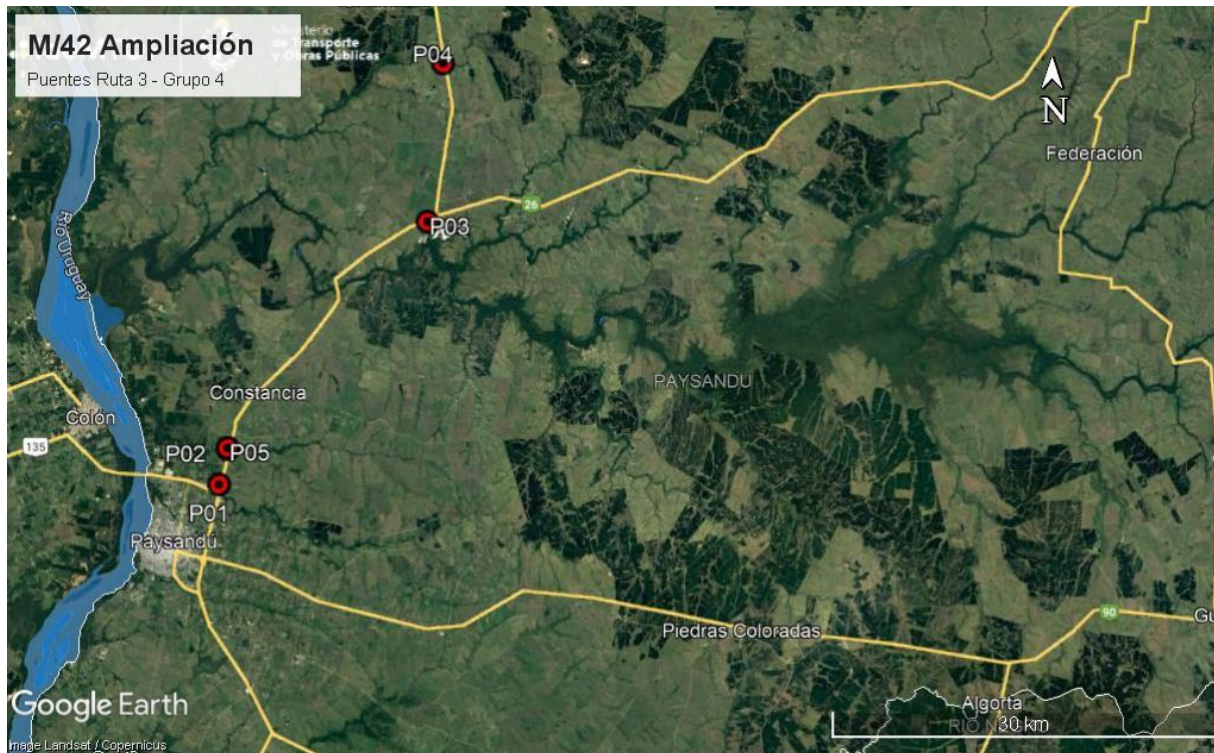 M/42 Ampliación
Puentes Ruta 3 - Grupo 4
Ministerio
de Transporte
y Obras Públicas
P04
N
Federación
26
P03
Río Uruguay
PAYSANDU
Constancia
Colón
135
P02
P05
P01
Paysandú
90
Piedras Coloradas
Gu
Algorta
30 km
Google Earth
Image Landsat / Copernicus